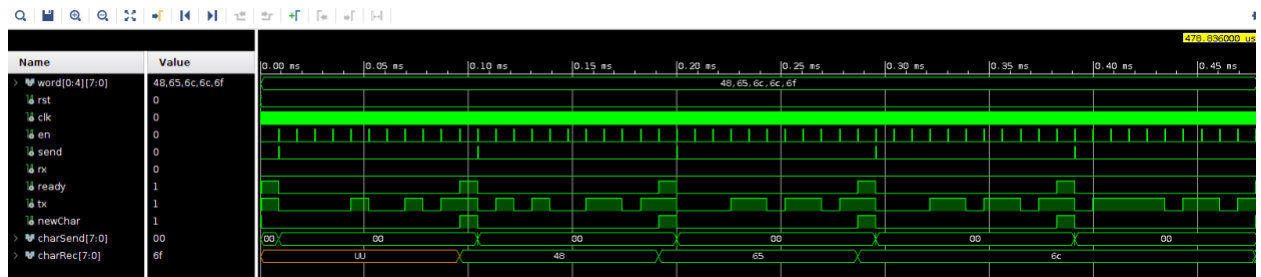 478.836000 us
Name Value
0.00 ms 0.05 ms 0.10 ms 0.15 ms 0.20 ms 0.25 ms 0.30 ms 0.35 ms 0.40 ms 0.45 ms
word[0:4][7:0] 48,65,6c,6c,6f 48,65,6c,6c,6f
rst 0
clk 0
en 0
send 0
rx 0
ready 1
tx 1
newChar 1
charSend[7:0] 00 00 00 00 00 00 00
charRec[7:0] 6f UU 48 65 6c